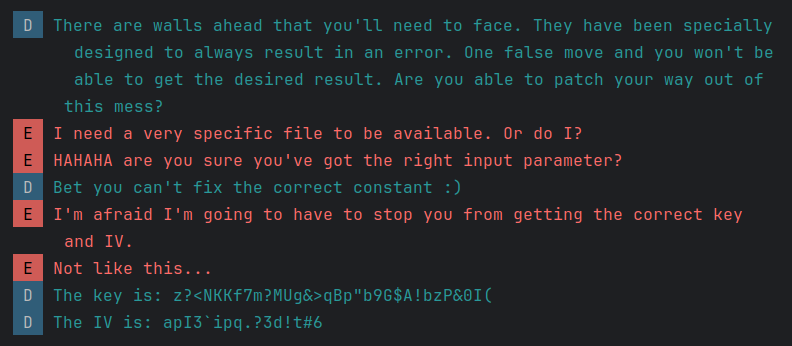 D There are walls ahead that you'll need to face. They have been specially
designed to always result in an error. One false move and you won't be
able to get the desired result. Are you able to patch your way out of
this mess?
E I need a very specific file to be available. Or do I?
E HAHAHA are you sure you've got the right input parameter?
D Bet you can't fix the correct constant :)
E I'm afraid I'm going to have to stop you from getting the correct key
and IV.
E Not like this...
D The key is: z?<NKKf7m?MUg&>qBp"b9G$A!bzP&0I(
D The IV is: apI3`ipq.?3d!t#6